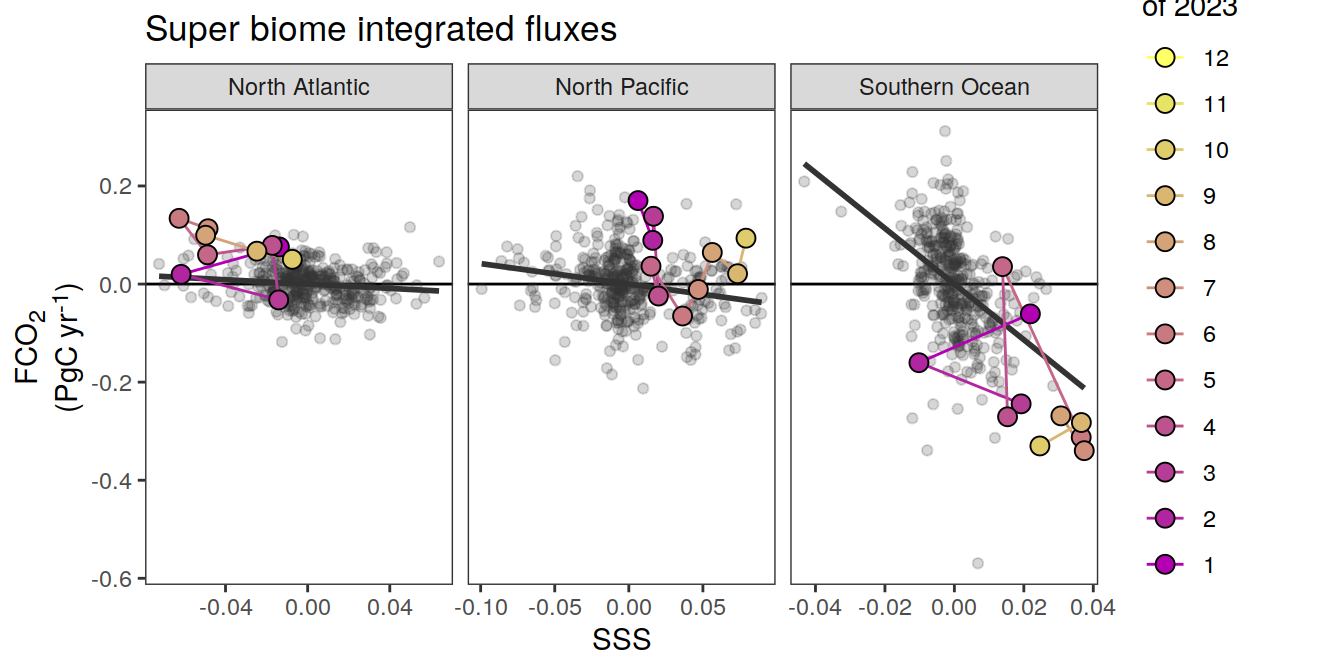 Super biome integrated fluxes
of 2023
North Atlantic
North Pacific
Southern Ocean
FCO2
(PgC yr-1)
0.2
0.0
-0.2
-0.4
-0.6
-0.04 0.00 0.04
-0.10 -0.05 0.00 0.05
-0.04 -0.02 0.00 0.02 0.04
SSS
12
11
10
9
8
7
6
5
4
3
2
1